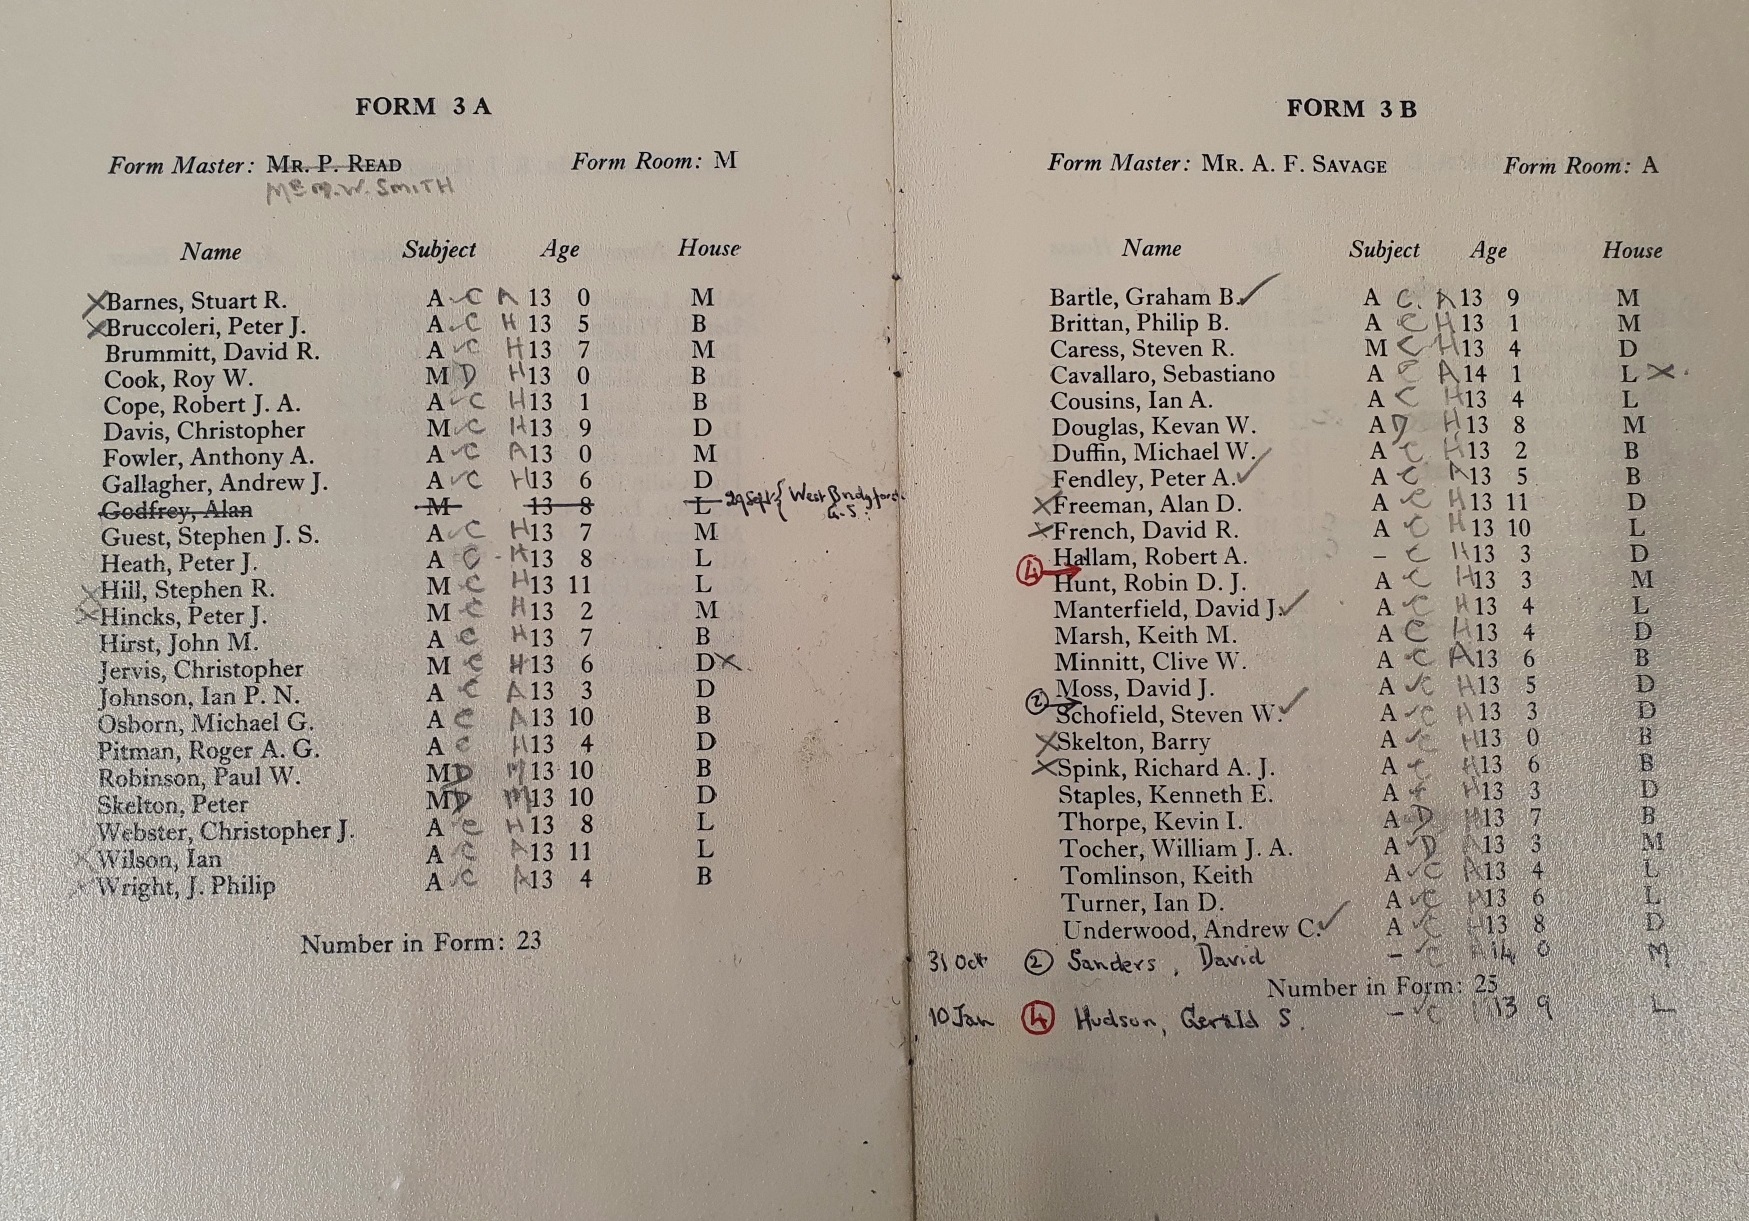 FORM 3 A
Form Master: MR. P. READ Form Room: M
MR M.W. SMITH
Name Subject Age House
Barnes, Stuart R. A C A 13 0 M
Bruccoleri, Peter J. A C H 13 5 B
Brummitt, David R. A C H 13 7 M
Cook, Roy W. M D H 13 0 B
Cope, Robert J. A. A C H 13 1 B
Davis, Christopher M C H 13 9 D
Fowler, Anthony A. A C A 13 0 M
Gallagher, Andrew J. A C H 13 6 D
Godfrey, Alan M 13 8 L 29 Sept { West Bridgford
G.S.
Guest, Stephen J. S. A C H 13 7 M
Heath, Peter J. A C H 13 8 L
Hill, Stephen R. M C H 13 11 L
Hincks, Peter J. M C H 13 2 M
Hirst, John M. A C H 13 7 B
Jervis, Christopher M C H 13 6 D X
Johnson, Ian P. N. A C A 13 3 D
Osborn, Michael G. A C A 13 10 B
Pitman, Roger A. G. A C H 13 4 D
Robinson, Paul W. M D M 13 10 B
Skelton, Peter M D M 13 10 D
Webster, Christopher J. A C H 13 8 L
Wilson, Ian A C A 13 11 L
Wright, J. Philip A C A 13 4 B
Number in Form: 23
FORM 3 B
Form Master: MR. A. F. SAVAGE Form Room: A
Name Subject Age House
Bartle, Graham B. A C. A 13 9 M
Brittan, Philip B. A C H 13 1 M
Caress, Steven R. M C H 13 4 D
Cavallaro, Sebastiano A C A 14 1 L X
Cousins, Ian A. A C H 13 4 L
Douglas, Kevan W. A D H 13 8 M
Duffin, Michael W. A C H 13 2 B
Fendley, Peter A. A C A 13 5 B
Freeman, Alan D. A C H 13 11 D
French, David R. A C H 13 10 L
Hallam, Robert A. – C H 13 3 D
4
Hunt, Robin D. J. A C H 13 3 M
Manterfield, David J. A C H 13 4 L
Marsh, Keith M. A C H 13 4 D
Minnitt, Clive W. A C A 13 6 B
Moss, David J. A C H 13 5 D
2
Schofield, Steven W. A C A 13 3 D
Skelton, Barry A C H 13 0 B
Spink, Richard A. J. A C H 13 6 B
Staples, Kenneth E. A C H 13 3 D
Thorpe, Kevin I. A D H 13 7 B
Tocher, William J. A. A D A 13 3 M
Tomlinson, Keith A C A 13 4 L
Turner, Ian D. A C H 13 6 L
Underwood, Andrew C. A C H 13 8 D
31 Oct 2 Sanders, David – C A 14 0 M
Number in Form: 25
10 Jan 4 Hudson, Gerald S. – C 13 9 L